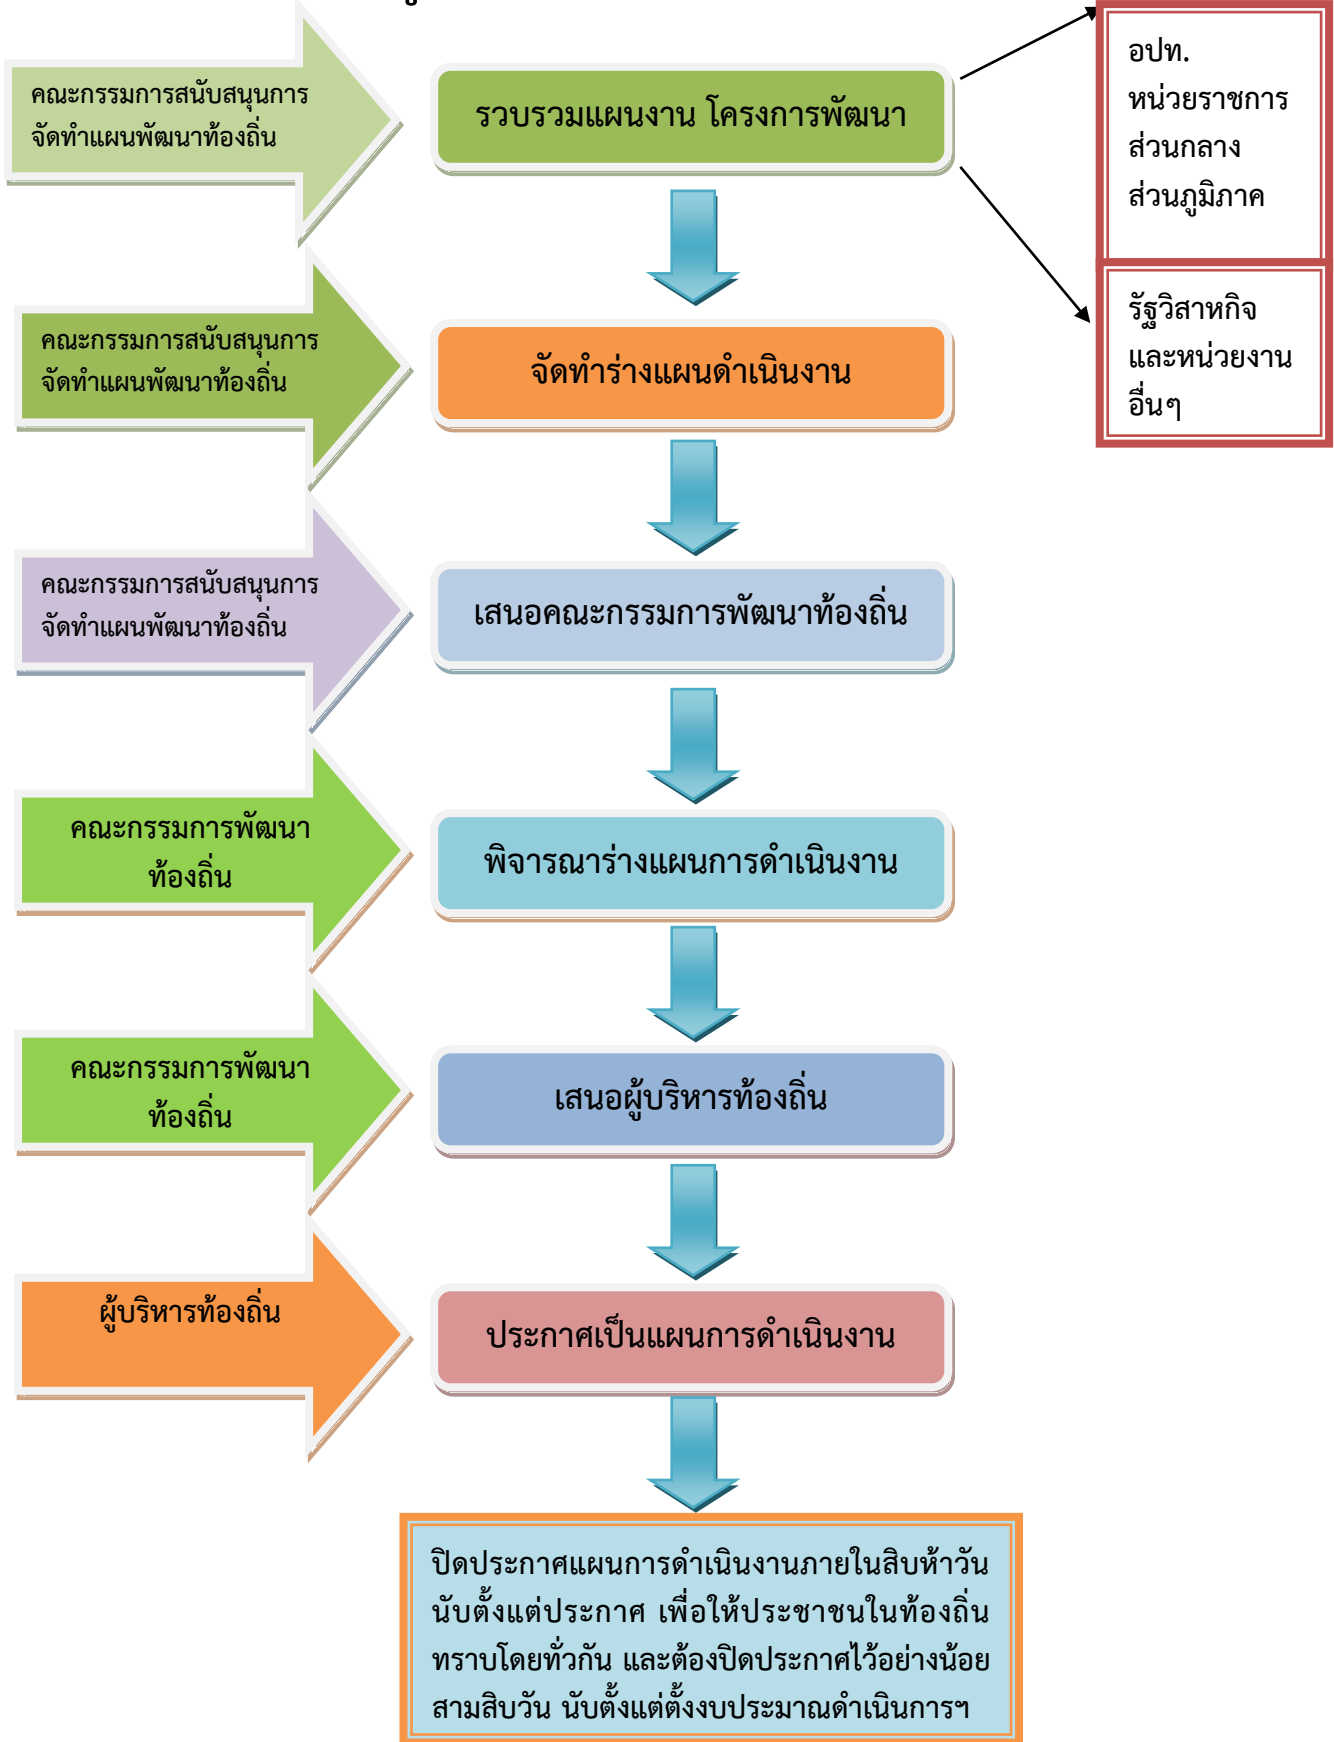 คณะกรรมการสนับสนุนการ
จัดทำแผนพัฒนาท้องถิ่น
รวบรวมแผนงาน โครงการพัฒนา
อปท.
หน่วยราชการ
ส่วนกลาง
ส่วนภูมิภาค
รัฐวิสาหกิจ
และหน่วยงาน
อื่นๆ
คณะกรรมการสนับสนุนการ
จัดทำแผนพัฒนาท้องถิ่น
จัดทำร่างแผนดำเนินงาน
คณะกรรมการสนับสนุนการ
จัดทำแผนพัฒนาท้องถิ่น
เสนอคณะกรรมการพัฒนาท้องถิ่น
คณะกรรมการพัฒนา
ท้องถิ่น
พิจารณาร่างแผนการดำเนินงาน
คณะกรรมการพัฒนา
ท้องถิ่น
เสนอผู้บริหารท้องถิ่น
ผู้บริหารท้องถิ่น
ประกาศเป็นแผนการดำเนินงาน
ปิดประกาศแผนการดำเนินงานภายในสิบห้าวัน
นับตั้งแต่ประกาศ เพื่อให้ประชาชนในท้องถิ่น
ทราบโดยทั่วกัน และต้องปิดประกาศไว้อย่างน้อย
สามสิบวัน นับตั้งแต่ตั้งงบประมาณดำเนินการฯ